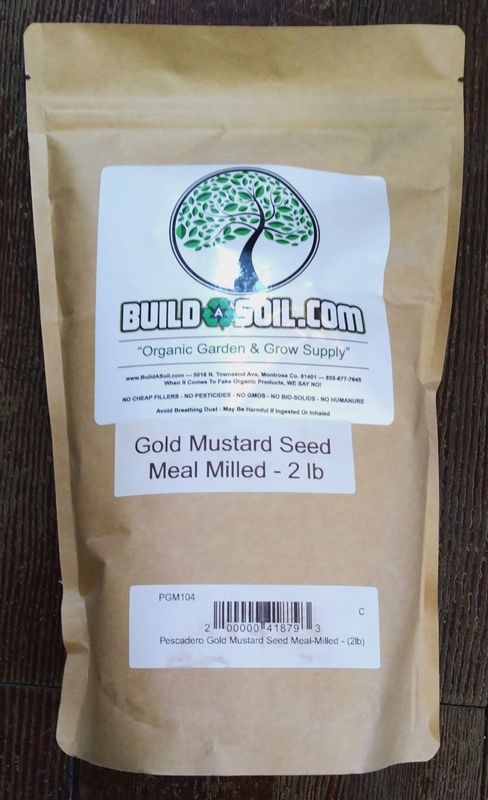 BUILD A SOIL.COM
"Organic Garden & Grow Supply"
www.BuildASoil.com — 5016 N. Townsend Ave, Montrose Co. 81401 — 855-877-7645
When It Comes To Fake Organic Products, WE SAY NO!
NO CHEAP FILLERS - NO PESTICIDES - NO GMOS - NO BIO-SOLIDS - NO HUMANURE
Avoid Breathing Dust - May Be Harmful If Ingested Or Inhaled
Gold Mustard Seed
Meal Milled - 2 lb
PGM104
C
2 00000 41879 3
Pescadero Gold Mustard Seed Meal-Milled - (2lb)